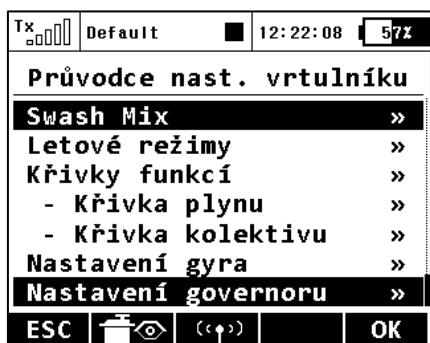 Tx Default 12:22:08 57%
Průvodce nast. vrtulníku
Swash Mix »
Letové režimy »
Křivky funkcí »
- Křivka plynu »
- Křivka kolektivu »
Nastavení gyra »
Nastavení governoru »
ESC OK